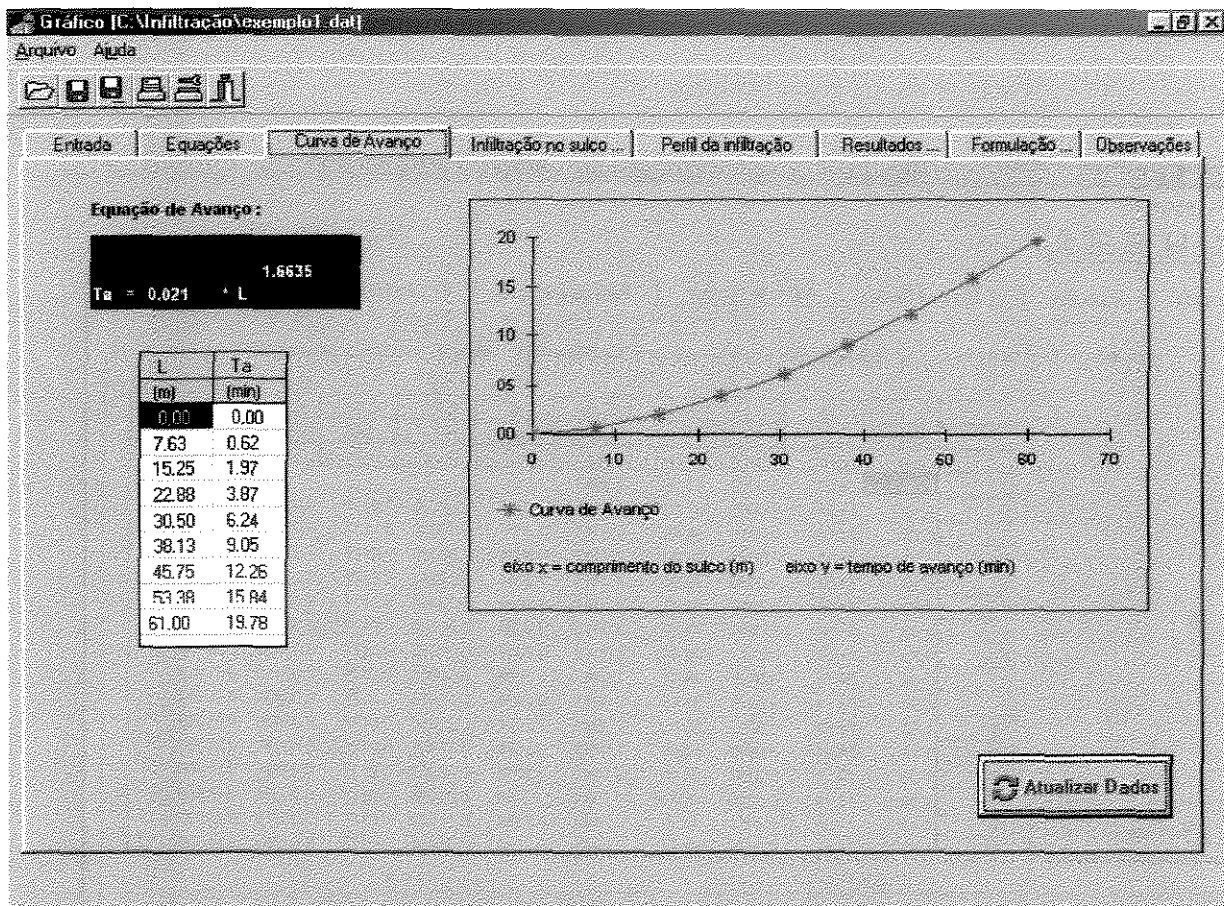 Gráfico [C:\Infiltração\exemplo1.dat]
Arquivo Ajuda
Entrada Equações Curva de Avanço Infiltração no sulco ... Perfil da infiltração Resultados ... Formulação ... Observações
Equação de Avanço :
1.6635
Ta = 0.021 * L
L Ta
(m) (min)
0,00 0,00
7.63 0.62
15.25 1.97
22.88 3.87
30.50 6.24
38.13 9.05
45.75 12.26
53.38 15.84
61.00 19.78
20
15
10
05
00
0 10 20 30 40 50 60 70
Curva de Avanço
eixo x = comprimento do sulco (m) eixo y = tempo de avanço (min)
Atualizar Dados